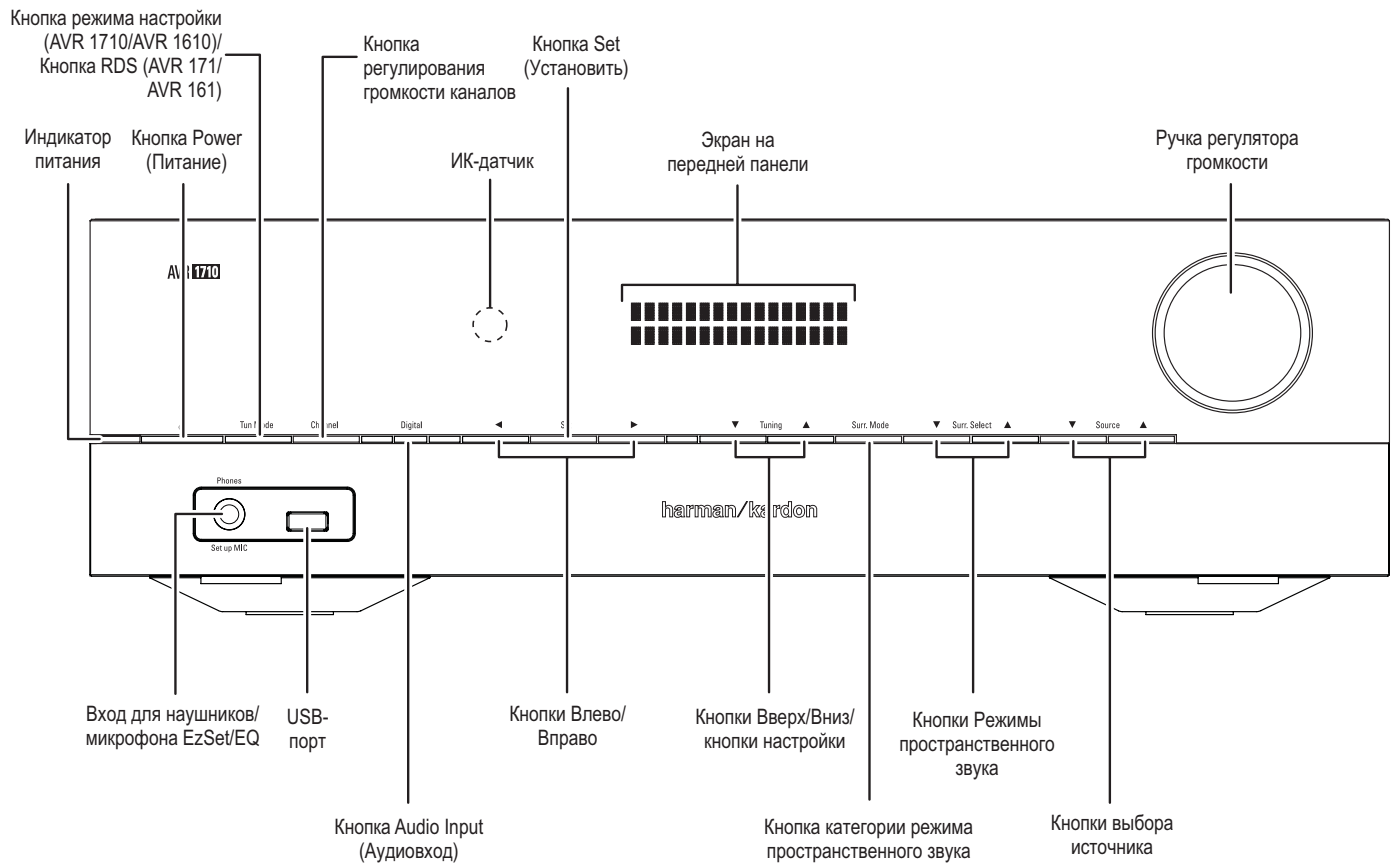 Кнопка режима настройки
(AVR 1710/AVR 1610)/
Кнопка RDS (AVR 171/
AVR 161)
Кнопка
регулирования
громкости каналов
Кнопка Set
(Установить)
Индикатор
питания
Кнопка Power
(Питание)
ИК-датчик
Экран на
передней панели
Ручка регулятора
громкости
AVR 1710
Digital
Tuning
Surr. Mode
Surr. Select
Source
Phones
Set up MIC
harman/kardon
Вход для наушников/
микрофона EzSet/EQ
USB-
порт
Кнопки Влево/
Вправо
Кнопки Вверх/Вниз/
кнопки настройки
Кнопки Режимы
пространственного
звука
Кнопка Audio Input
(Аудиовход)
Кнопка категории режима
пространственного звука
Кнопки выбора
источника